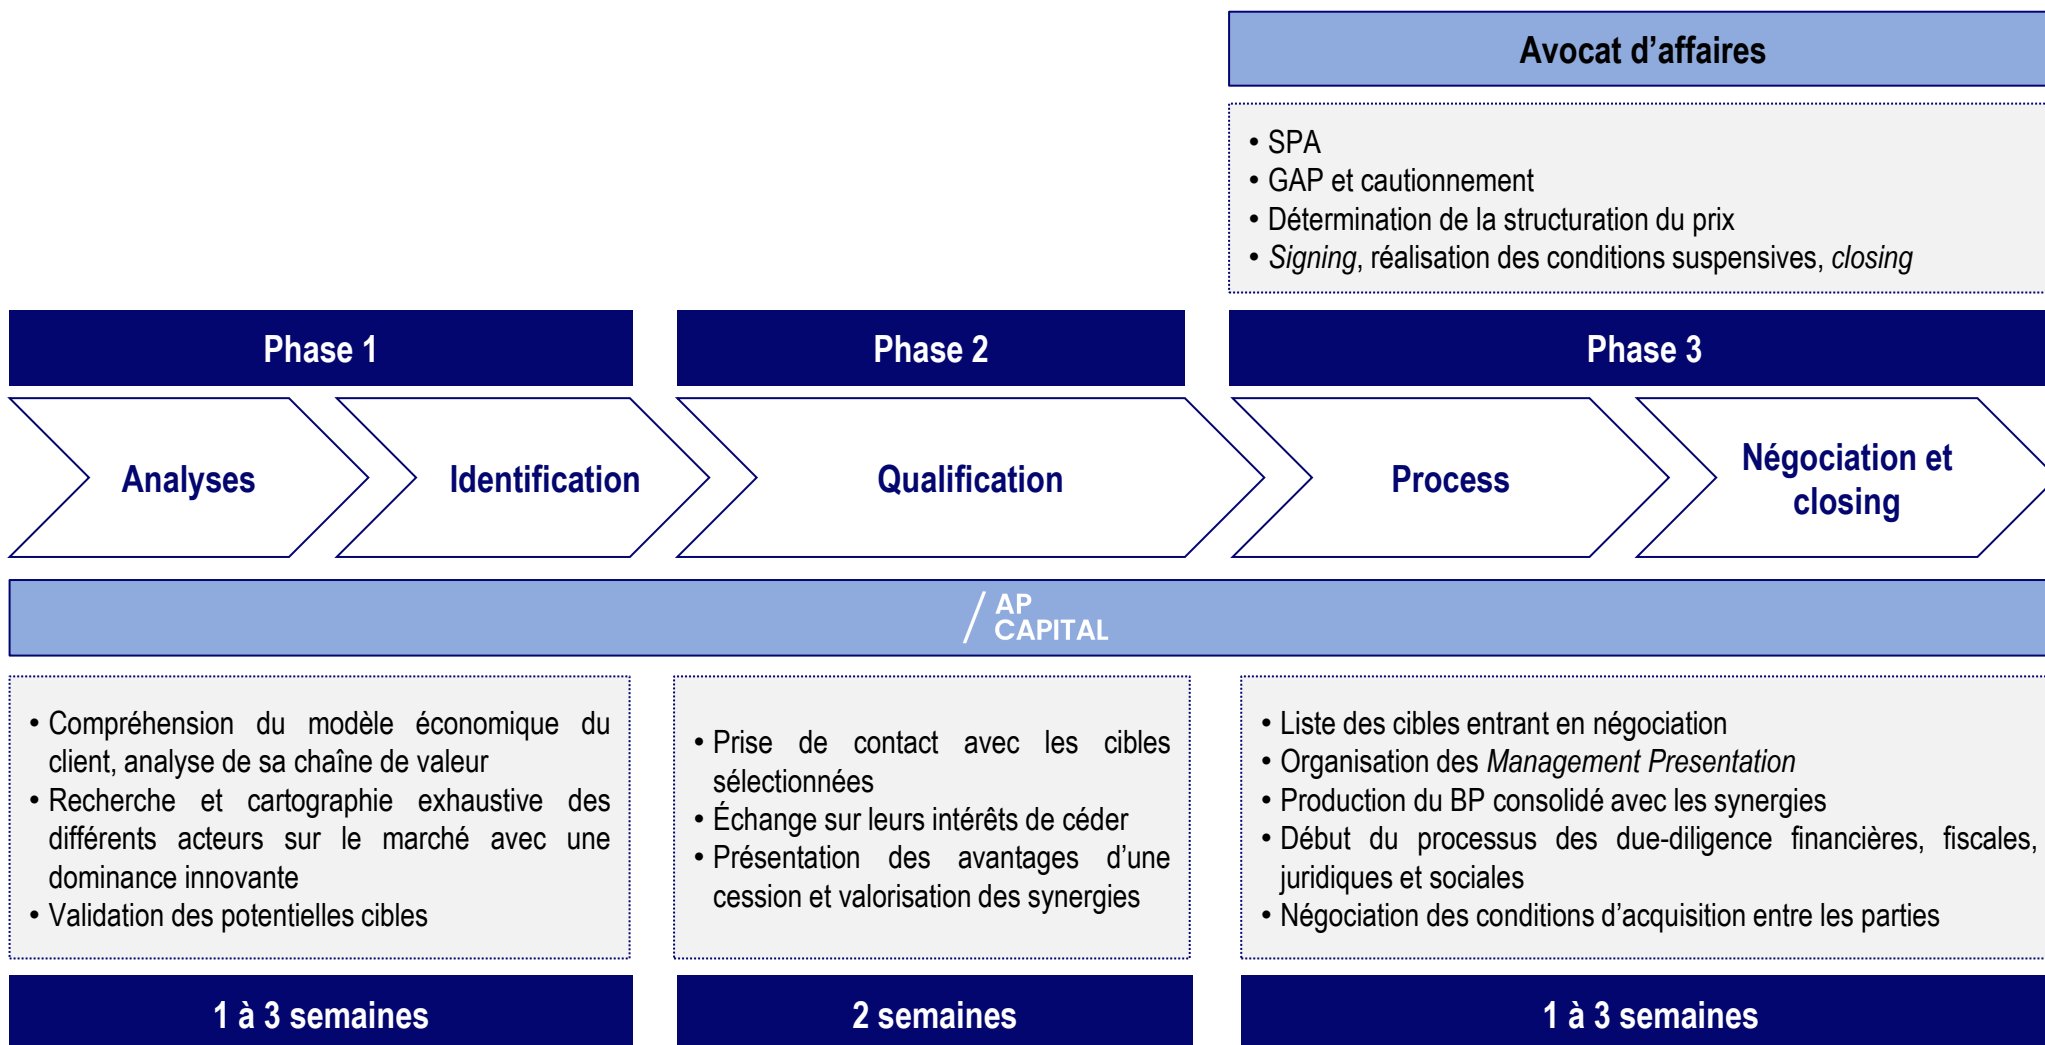 Avocat d’affaires
• SPA
• GAP et cautionnement
• Détermination de la structuration du prix
• Signing, réalisation des conditions suspensives, closing
Phase 1
Phase 2
Phase 3
Analyses
Identification
Qualification
Process
Négociation et
closing
AP
CAPITAL
• Compréhension du modèle économique du
client, analyse de sa chaîne de valeur
• Recherche et cartographie exhaustive des
différents acteurs sur le marché avec une
dominance innovante
• Validation des potentielles cibles
• Prise de contact avec les cibles
sélectionnées
• Échange sur leurs intérêts de céder
• Présentation des avantages d’une
cession et valorisation des synergies
• Liste des cibles entrant en négociation
• Organisation des Management Presentation
• Production du BP consolidé avec les synergies
• Début du processus des due-diligence financières, fiscales,
juridiques et sociales
• Négociation des conditions d’acquisition entre les parties
1 à 3 semaines
2 semaines
1 à 3 semaines